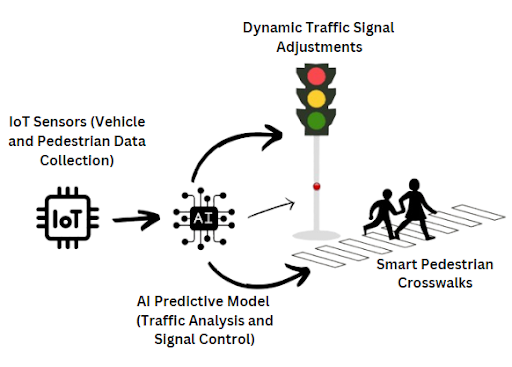 Dynamic Traffic Signal
Adjustments
IoT Sensors (Vehicle
and Pedestrian Data
Collection)
IoT
AI
Smart Pedestrian
Crosswalks
AI Predictive Model
(Traffic Analysis and
Signal Control)